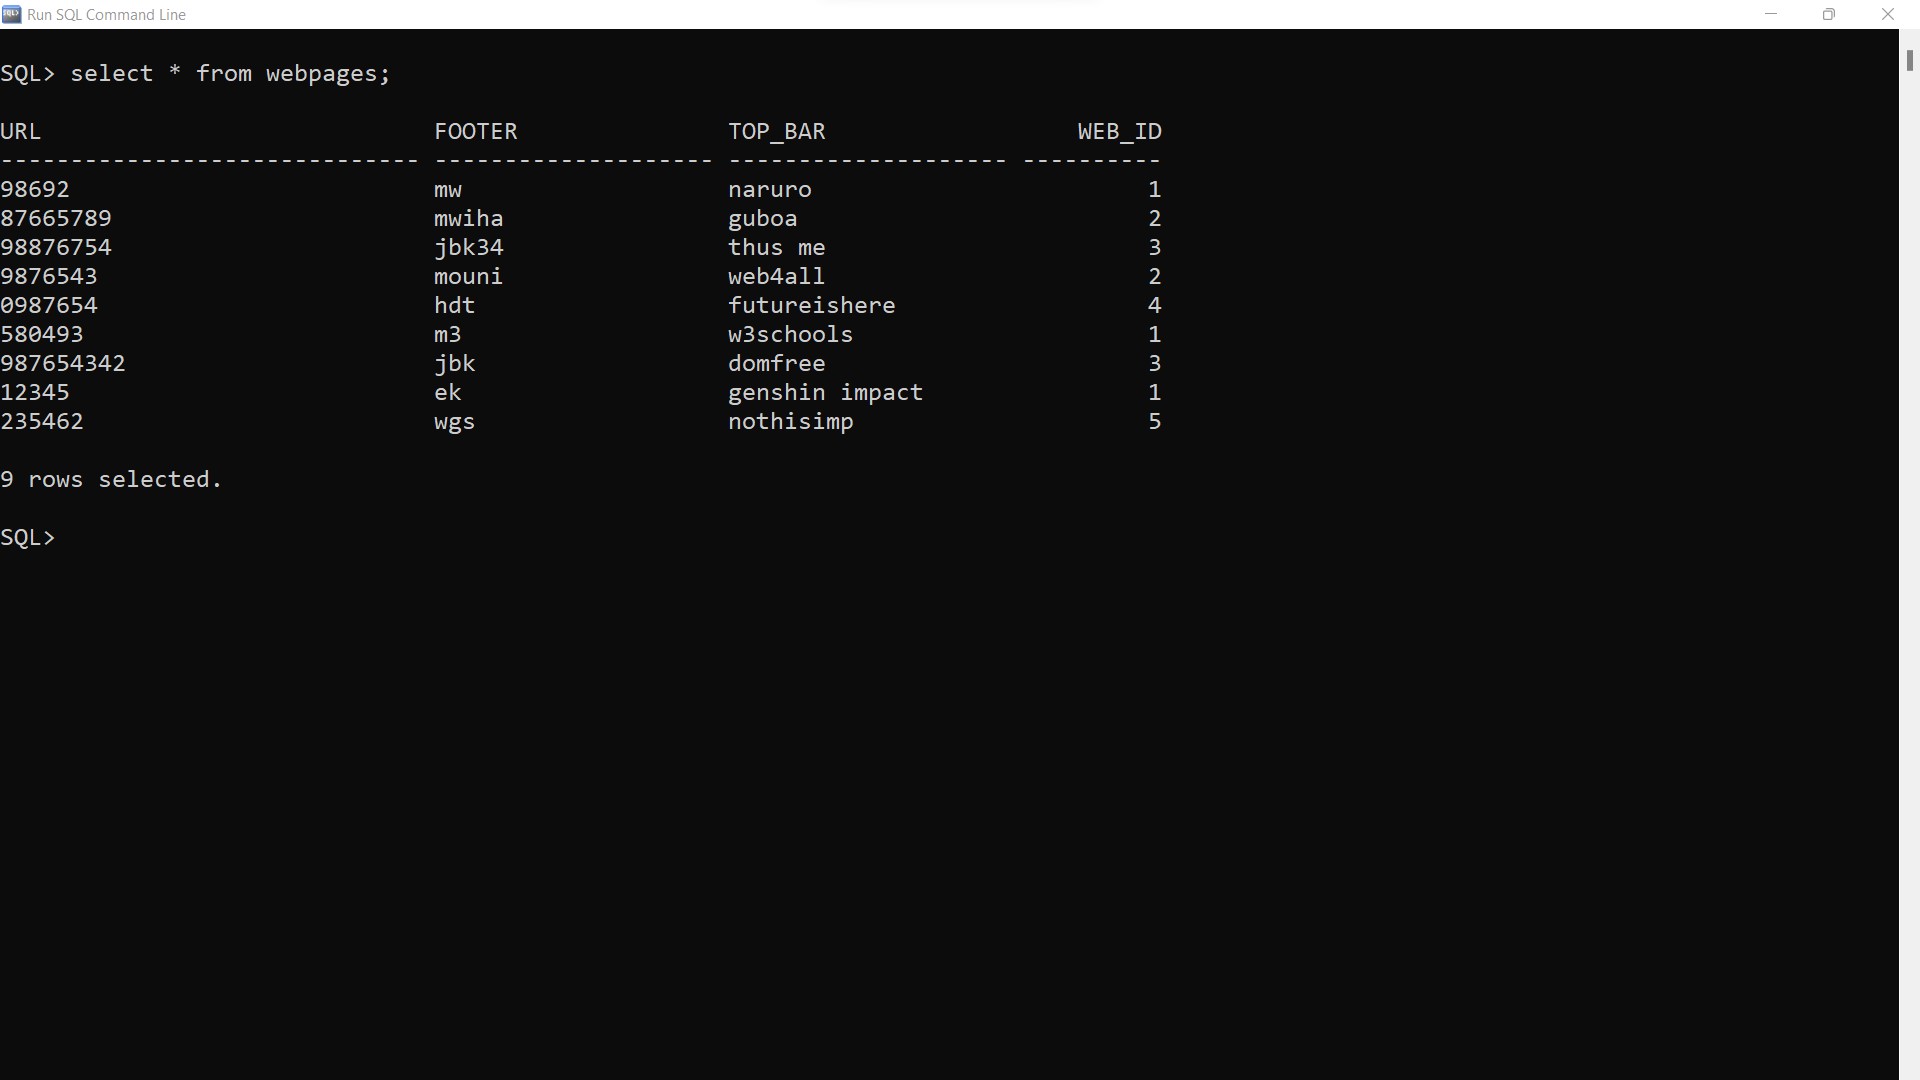 Run SQL Command Line
SQL> select * from webpages;
URL FOOTER TOP_BAR WEB_ID
------------------------------ -------------------- -------------------- ----------
98692 mw naruro 1
87665789 mwiha guboa 2
98876754 jbk34 thus me 3
9876543 mouni web4all 2
0987654 hdt futureishere 4
580493 m3 w3schools 1
987654342 jbk domfree 3
12345 ek genshin impact 1
235462 wgs nothisimp 5
9 rows selected.
SQL>